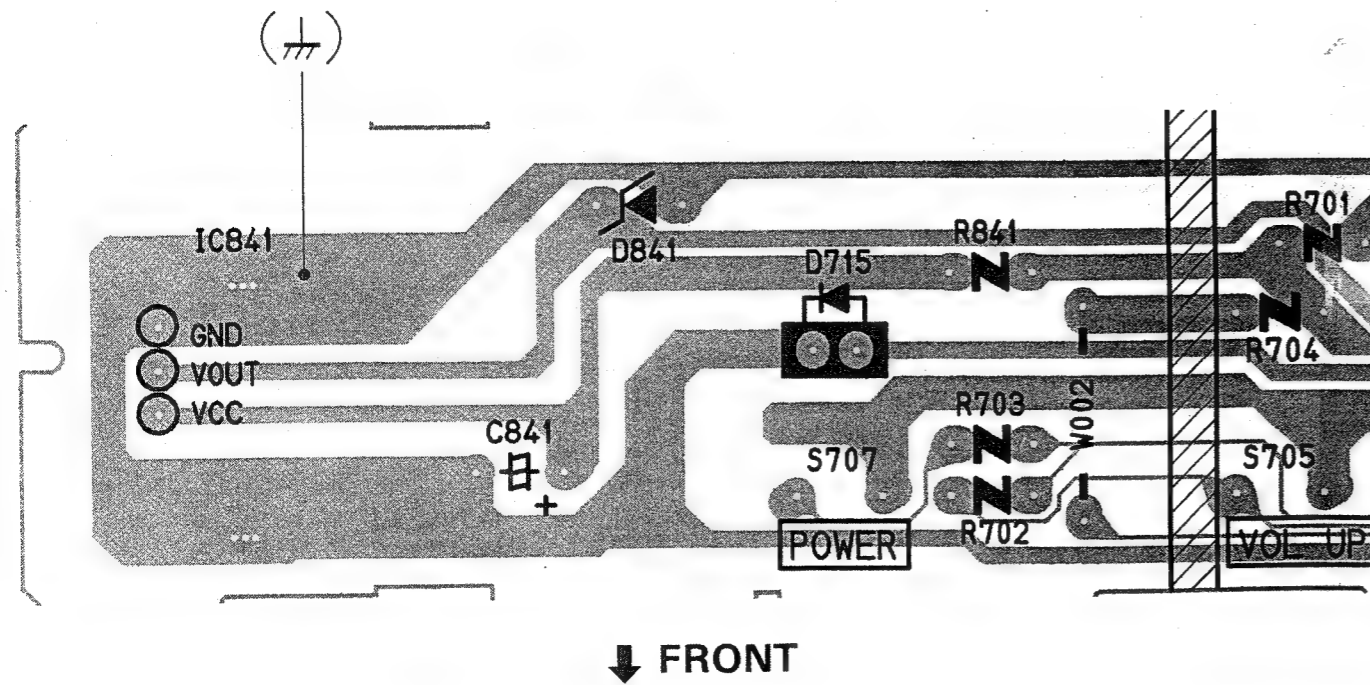 IC841
D841
R841
R701
D715
GND
VOUT
VCC
R704
C841
+
R703
W002
S707
S705
R702
POWER
VOL UP
FRONT